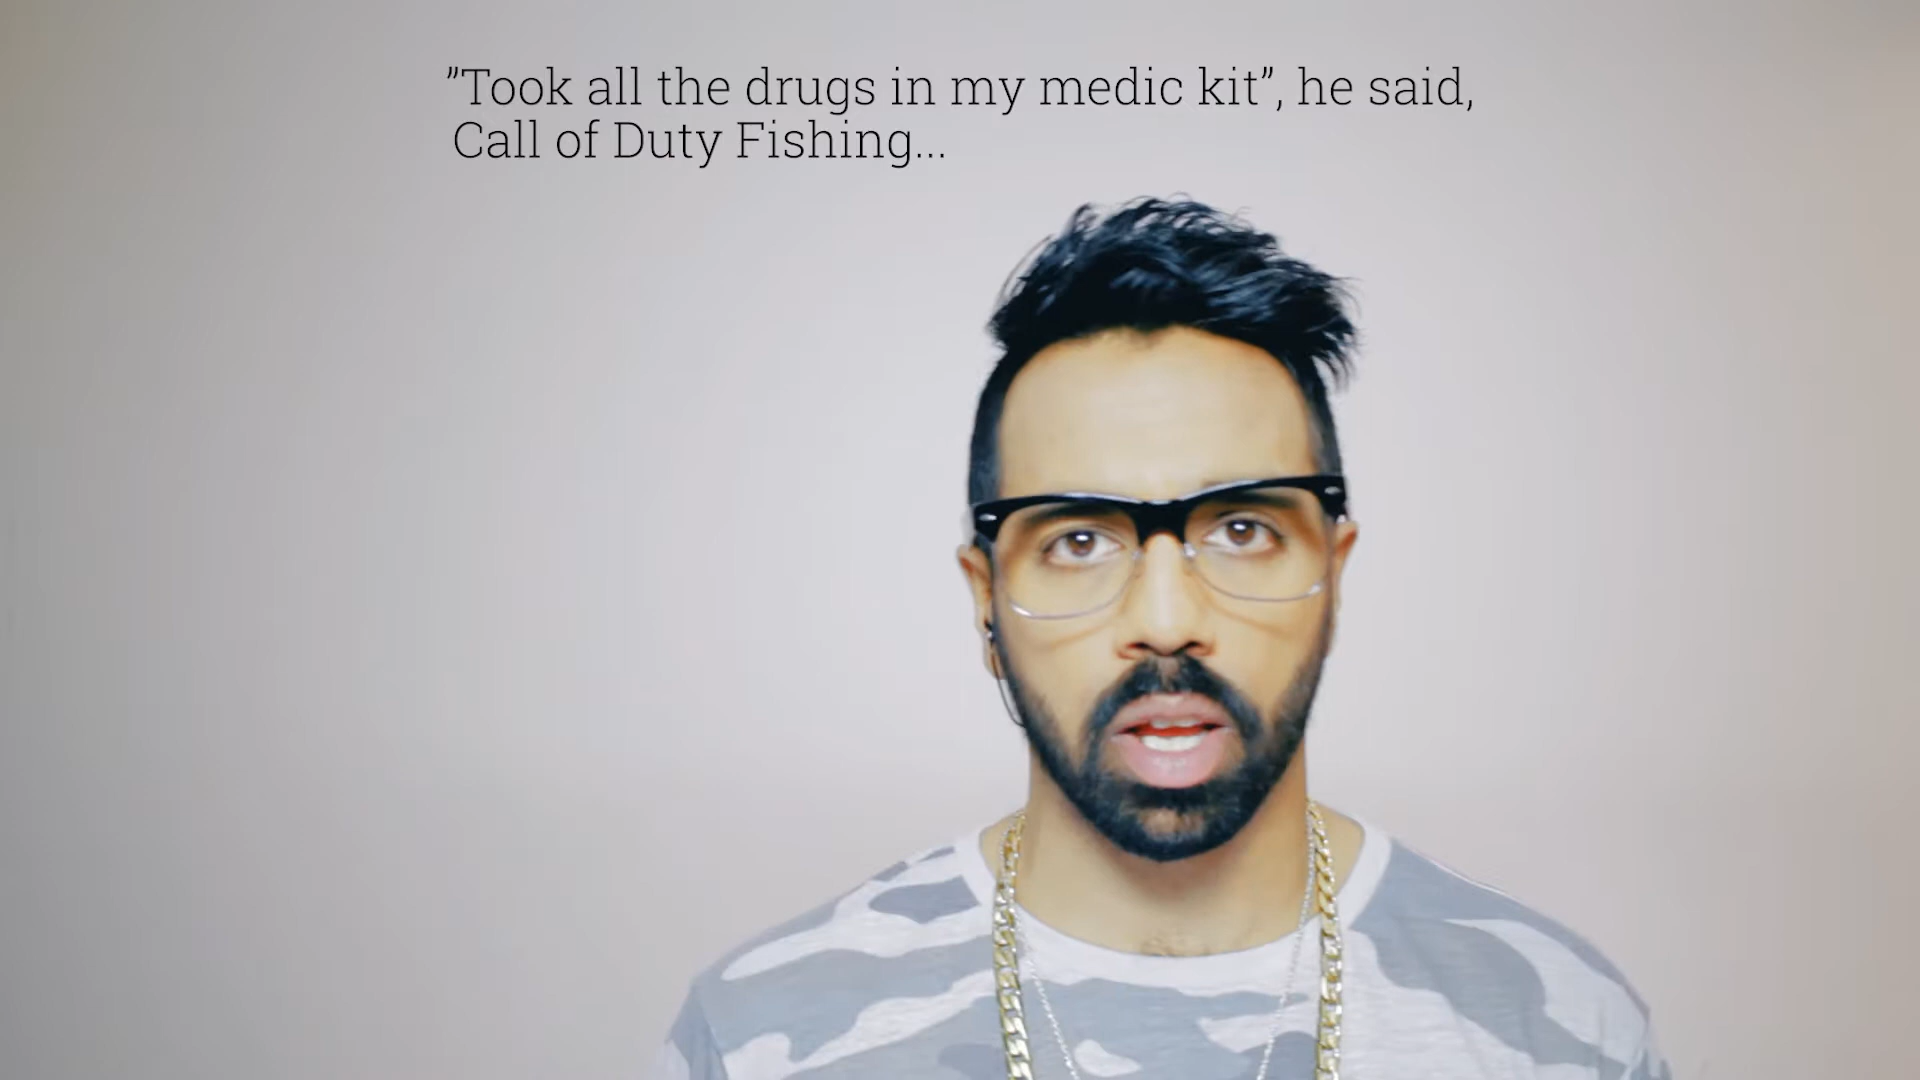 ”Took all the drugs in my medic kit”, he said,
Call of Duty Fishing...